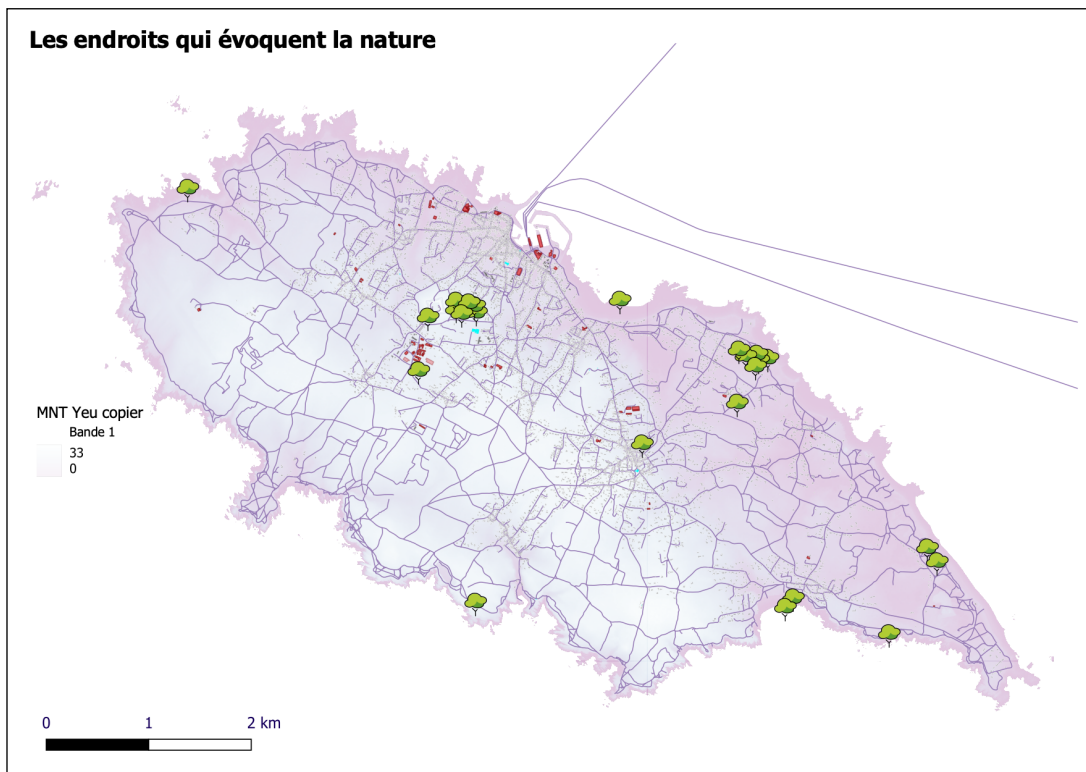 Les endroits qui évoquent la nature
MNT Yeu copier
Bande 1
33
0
0 1 2 km